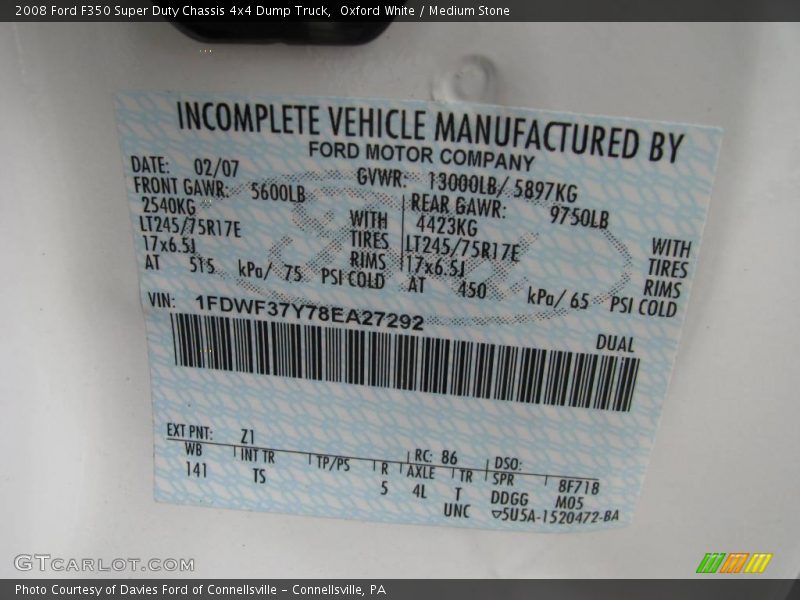 2008 Ford F350 Super Duty Chassis 4x4 Dump Truck,  Oxford White / Medium Stone
INCOMPLETE VEHICLE MANUFACTURED BY
FORD MOTOR COMPANY
DATE: 02/07 GVWR: 13000LB/ 5897KG
FRONT GAWR: 5600LB REAR GAWR: 9750LB
2540KG WITH 4423KG WITH
LT245/75R17E TIRES LT245/75R17E TIRES
17x6.5J RIMS 17x6.5J RIMS
AT 515 kPa/ 75 PSI COLD AT 450 kPa/ 65 PSI COLD
VIN: 1FDWF37Y78EA27292
DUAL
EXT PNT: Z1 RC: 86 DSO:
WB INT TR TP/PS R AXLE TR SPR 8F718
141 TS 5 4L T DDGG M05
UNC ▽5U5A-1520472-BA
GTCARLOT.COM
Photo Courtesy of Davies Ford of Connellsville – Connellsville, PA